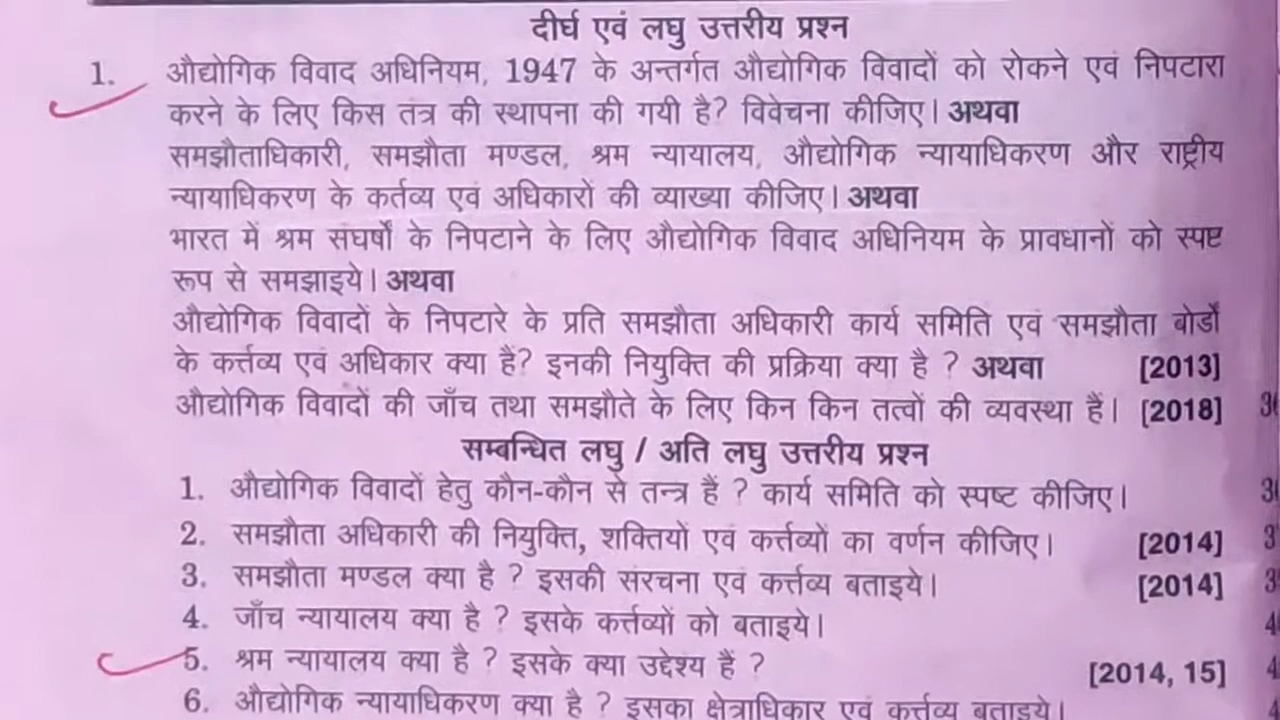 दीर्घ एवं लघु उत्तरीय प्रश्न
1. औद्योगिक विवाद अधिनियम, 1947 के अन्तर्गत औद्योगिक विवादों को रोकने एवं निपटारा
करने के लिए किस तंत्र की स्थापना की गयी है? विवेचना कीजिए। अथवा
समझौताधिकारी, समझौता मण्डल, श्रम न्यायालय, औद्योगिक न्यायाधिकरण और राष्ट्रीय
न्यायाधिकरण के कर्तव्य एवं अधिकारों की व्याख्या कीजिए। अथवा
भारत में श्रम संघर्षों के निपटाने के लिए औद्योगिक विवाद अधिनियम के प्रावधानों को स्पष्ट
रूप से समझाइये। अथवा
औद्योगिक विवादों के निपटारे के प्रति समझौता अधिकारी कार्य समिति एवं समझौता बोर्डों
के कर्त्तव्य एवं अधिकार क्या हैं? इनकी नियुक्ति की प्रक्रिया क्या है ? अथवा [2013]
औद्योगिक विवादों की जाँच तथा समझौते के लिए किन किन तत्वों की व्यवस्था हैं। [2018]
सम्बन्धित लघु / अति लघु उत्तरीय प्रश्न
1. औद्योगिक विवादों हेतु कौन-कौन से तन्त्र हैं ? कार्य समिति को स्पष्ट कीजिए।
2. समझौता अधिकारी की नियुक्ति, शक्तियों एवं कर्त्तव्यों का वर्णन कीजिए। [2014]
3. समझौता मण्डल क्या है ? इसकी संरचना एवं कर्त्तव्य बताइये। [2014]
4. जाँच न्यायालय क्या है ? इसके कर्त्तव्यों को बताइये।
5. श्रम न्यायालय क्या है ? इसके क्या उद्देश्य हैं ? [2014, 15]
6. औद्योगिक न्यायाधिकरण क्या है ? इसका क्षेत्राधिकार एवं कर्त्तव्य बताइये।